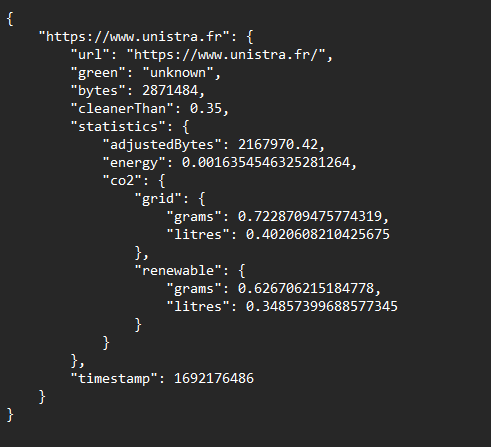 {
    "https://www.unistra.fr": {
        "url": "https://www.unistra.fr/",
        "green": "unknown",
        "bytes": 2871484,
        "cleanerThan": 0.35,
        "statistics": {
            "adjustedBytes": 2167970.42,
            "energy": 0.0016354546325281264,
            "co2": {
                "grid": {
                    "grams": 0.7228709475774319,
                    "litres": 0.4020608210425675
                },
                "renewable": {
                    "grams": 0.626706215184778,
                    "litres": 0.34857399688577345
                }
            }
        },
        "timestamp": 1692176486
    }
}